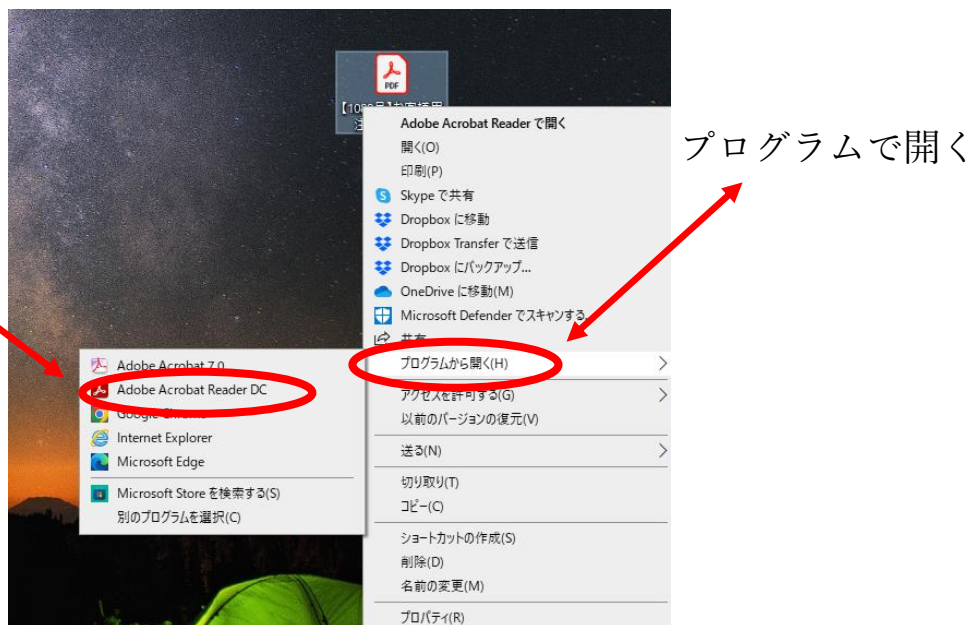 PDF
【10
Adobe Acrobat Reader で開く
開く(O)
印刷(P)
Skype で共有
Dropbox に移動
Dropbox Transfer で送信
Dropbox にバックアップ...
OneDrive に移動(M)
Microsoft Defender でスキャンする
共有
プログラムから開く(H)
アクセスを許可する(G)
以前のバージョンの復元(V)
送る(N)
切り取り(T)
コピー(C)
ショートカットの作成(S)
削除(D)
名前の変更(M)
プロパティ(R)
プログラムで開く
Adobe Acrobat 7.0
Adobe Acrobat Reader DC
Google Chrome
Internet Explorer
Microsoft Edge
Microsoft Store を検索する(S)
別のプログラムを選択(C)